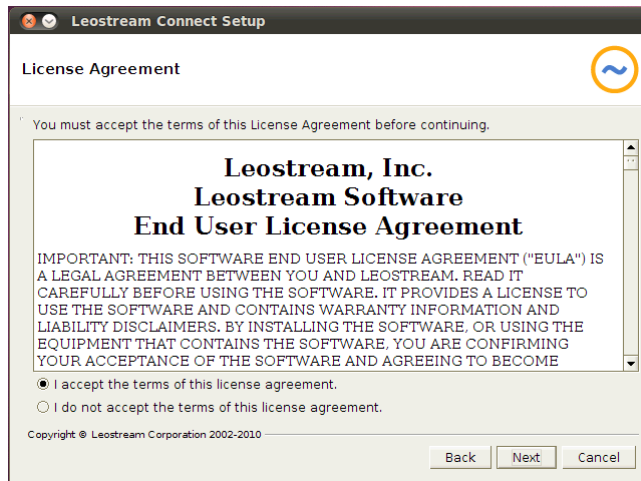 Leostream Connect Setup
License Agreement
You must accept the terms of this License Agreement before continuing.
Leostream, Inc.
Leostream Software
End User License Agreement
IMPORTANT: THIS SOFTWARE END USER LICENSE AGREEMENT ("EULA") IS
A LEGAL AGREEMENT BETWEEN YOU AND LEOSTREAM. READ IT
CAREFULLY BEFORE USING THE SOFTWARE. IT PROVIDES A LICENSE TO
USE THE SOFTWARE AND CONTAINS WARRANTY INFORMATION AND
LIABILITY DISCLAIMERS. BY INSTALLING THE SOFTWARE, OR USING THE
EQUIPMENT THAT CONTAINS THE SOFTWARE, YOU ARE CONFIRMING
YOUR ACCEPTANCE OF THE SOFTWARE AND AGREEING TO BECOME
I accept the terms of this license agreement.
I do not accept the terms of this license agreement.
Copyright © Leostream Corporation 2002-2010
Back Next Cancel